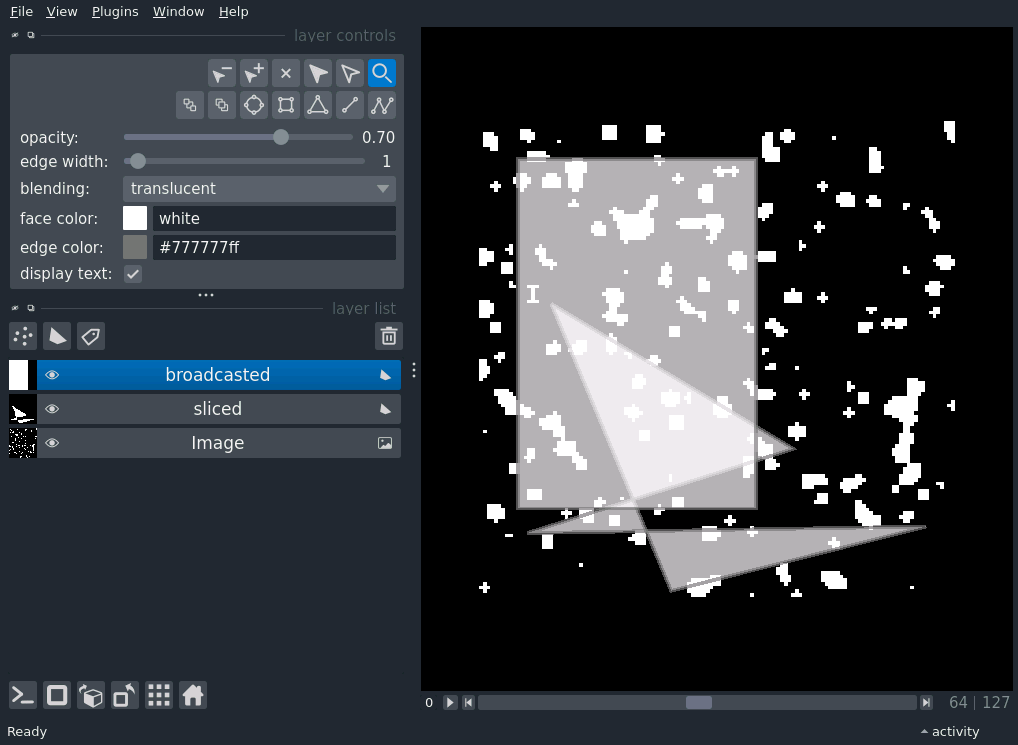 File View Plugins Window Help
layer controls
opacity: 0.70
edge width: 1
blending: translucent
face color: white
edge color: #777777ff
display text:
layer list
broadcasted
sliced
Image
0 64 | 127
Ready activity